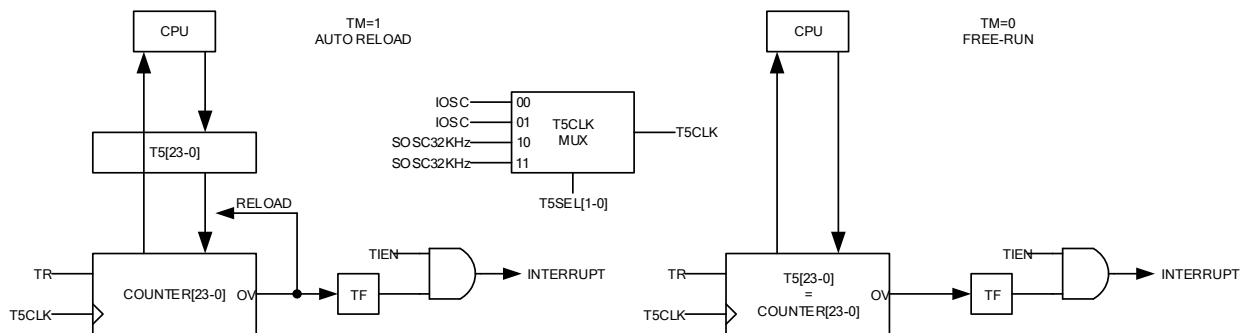 CPU
TM=1
AUTO RELOAD
CPU
TM=0
FREE-RUN
IOSC
00
IOSC
01
SOSC32KHz
10
SOSC32KHz
11
T5CLK
MUX
T5CLK
T5[23-0]
T5SEL[1-0]
RELOAD
TR
T5CLK
COUNTER[23-0]
OV
TF
TIEN
INTERRUPT
TR
T5CLK
T5[23-0]
=
COUNTER[23-0]
OV
TF
TIEN
INTERRUPT